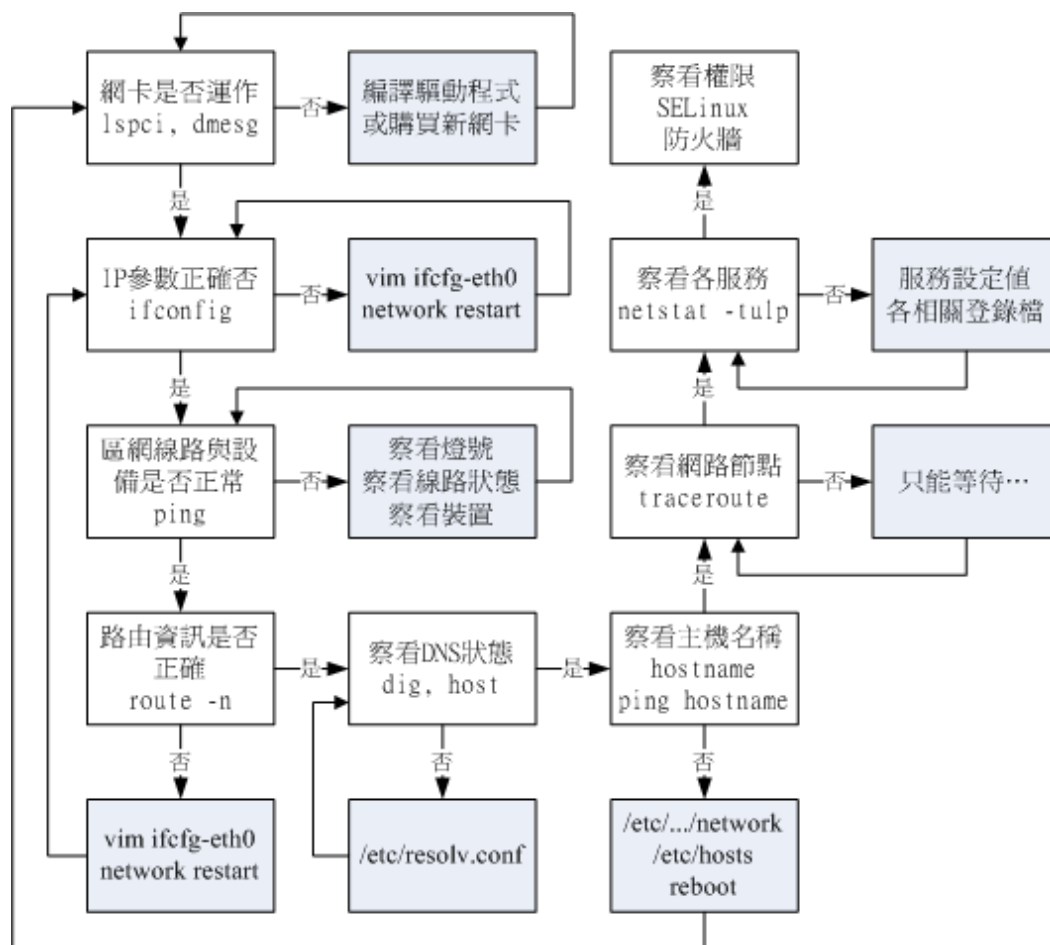 網卡是否運作
lspci, dmesg
否
編譯驅動程式
或購買新網卡
是
IP參數正確否
ifconfig
否
vim ifcfg-eth0
network restart
是
區網線路與設
備是否正常
ping
否
察看燈號
察看線路狀態
察看裝置
是
路由資訊是否
正確
route -n
否
vim ifcfg-eth0
network restart
是
察看DNS狀態
dig, host
否
/etc/resolv.conf
是
察看主機名稱
hostname
ping hostname
否
/etc/.../network
/etc/hosts
reboot
是
察看網路節點
traceroute
否
只能等待…
是
察看各服務
netstat -tulp
否
服務設定值
各相關登錄檔
是
察看權限
SELinux
防火牆